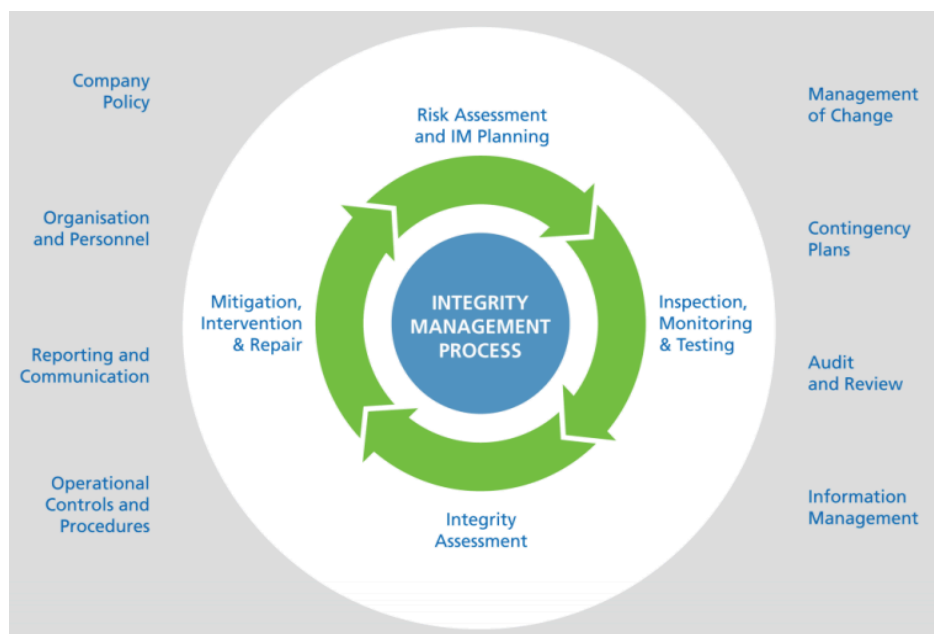 Company
Policy
Organisation
and Personnel
Reporting and
Communication
Operational
Controls and
Procedures
Risk Assessment
and IM Planning
Mitigation,
Intervention
& Repair
INTEGRITY
MANAGEMENT
PROCESS
Inspection,
Monitoring
& Testing
Integrity
Assessment
Management
of Change
Contingency
Plans
Audit
and Review
Information
Management